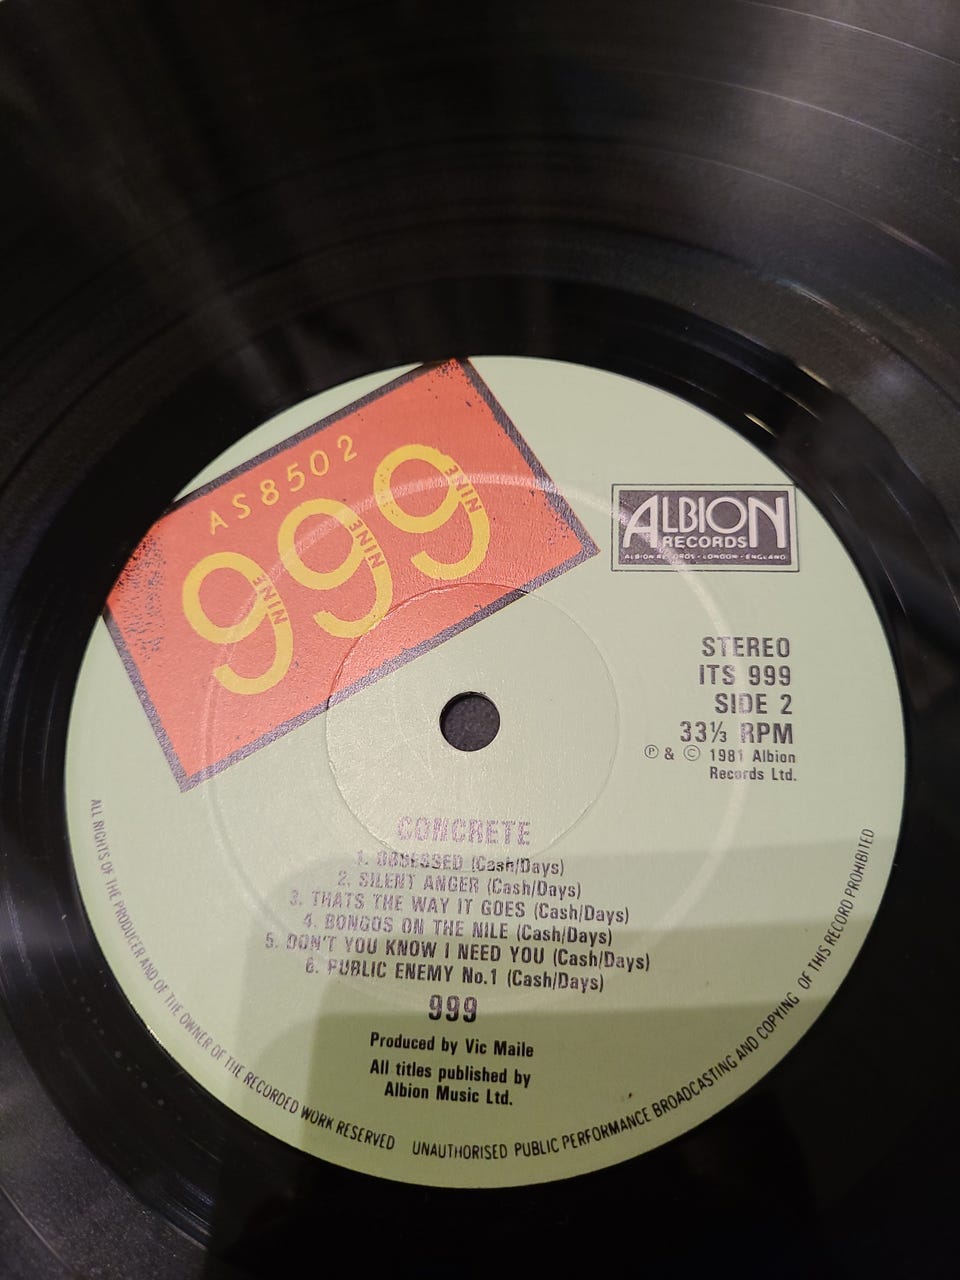 AS8502
999
NINE NINE NINE
ALBION
RECORDS
ALBION RECORDS · LONDON · ENGLAND
STEREO
ITS 999
SIDE 2
33⅓ RPM
℗ & © 1981 Albion
Records Ltd.
CONCRETE
1. OBSESSED (Cash/Days)
2. SILENT ANGER (Cash/Days)
3. THATS THE WAY IT GOES (Cash/Days)
4. BONGOS ON THE NILE (Cash/Days)
5. DON'T YOU KNOW I NEED YOU (Cash/Days)
6. PUBLIC ENEMY No.1 (Cash/Days)
999
Produced by Vic Maile
All titles published by
Albion Music Ltd.
ALL RIGHTS OF THE PRODUCER AND OF THE OWNER OF THE RECORDED WORK RESERVED UNAUTHORISED PUBLIC PERFORMANCE BROADCASTING AND COPYING OF THIS RECORD PROHIBITED